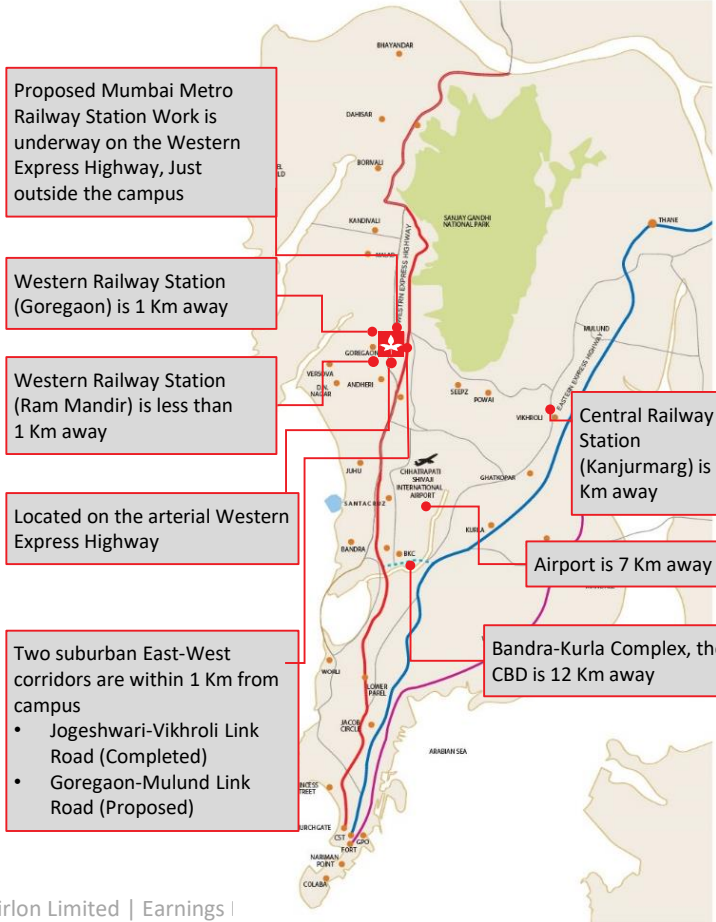 BHAYANDAR
Proposed Mumbai Metro
Railway Station Work is
underway on the Western
Express Highway, Just
outside the campus
DAHISAR
BORIVALI
KANDIVALI
SANJAY GANDHI
NATIONAL PARK
THANE
WESTERN EXPRESS HIGHWAY
Western Railway Station
(Goregaon) is 1 Km away
MULUND
GOREGAON
EASTERN EXPRESS HIGHWAY
Western Railway Station
(Ram Mandir) is less than
1 Km away
VERSOVA
NAGAR
ANDHERI
SEEPZ
POWAI
VIKHROLI
Central Railway
Station
(Kanjurmarg) is
Km away
JUHU
CHHATRAPATI
SHIVAJI
INTERNATIONAL
AIRPORT
GHATKOPAR
Located on the arterial Western
Express Highway
SANTACRUZ
KURLA
BANDRA
BKC
Airport is 7 Km away
Two suburban East-West
corridors are within 1 Km from
campus
• Jogeshwari-Vikhroli Link
Road (Completed)
• Goregaon-Mulund Link
Road (Proposed)
Bandra-Kurla Complex, the
CBD is 12 Km away
WORLI
LOWER
PAREL
JACOB
CIRCLE
ARABIAN SEA
CST
GPO
FORT
NARIMAN
POINT
COLABA
Limited | Earnings